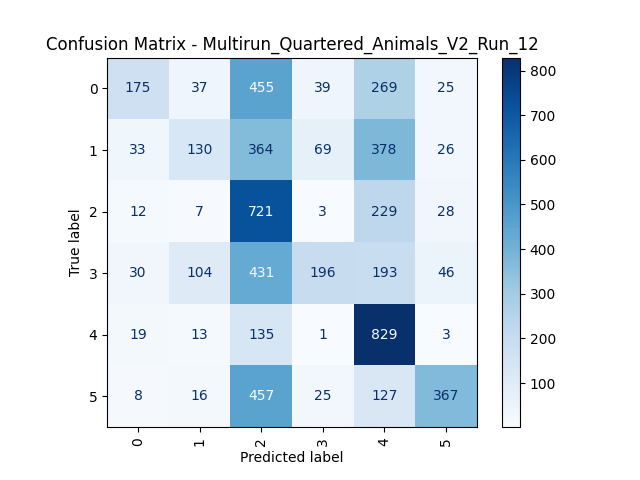 Confusion Matrix - Multirun_Quartered_Animals_V2_Run_12
0 175 37 455 39 269 25
1 33 130 364 69 378 26
2 12 7 721 3 229 28
3 30 104 431 196 193 46
4 19 13 135 1 829 3
5 8 16 457 25 127 367
0 1 2 3 4 5
Predicted label
True label
800
700
600
500
400
300
200
100